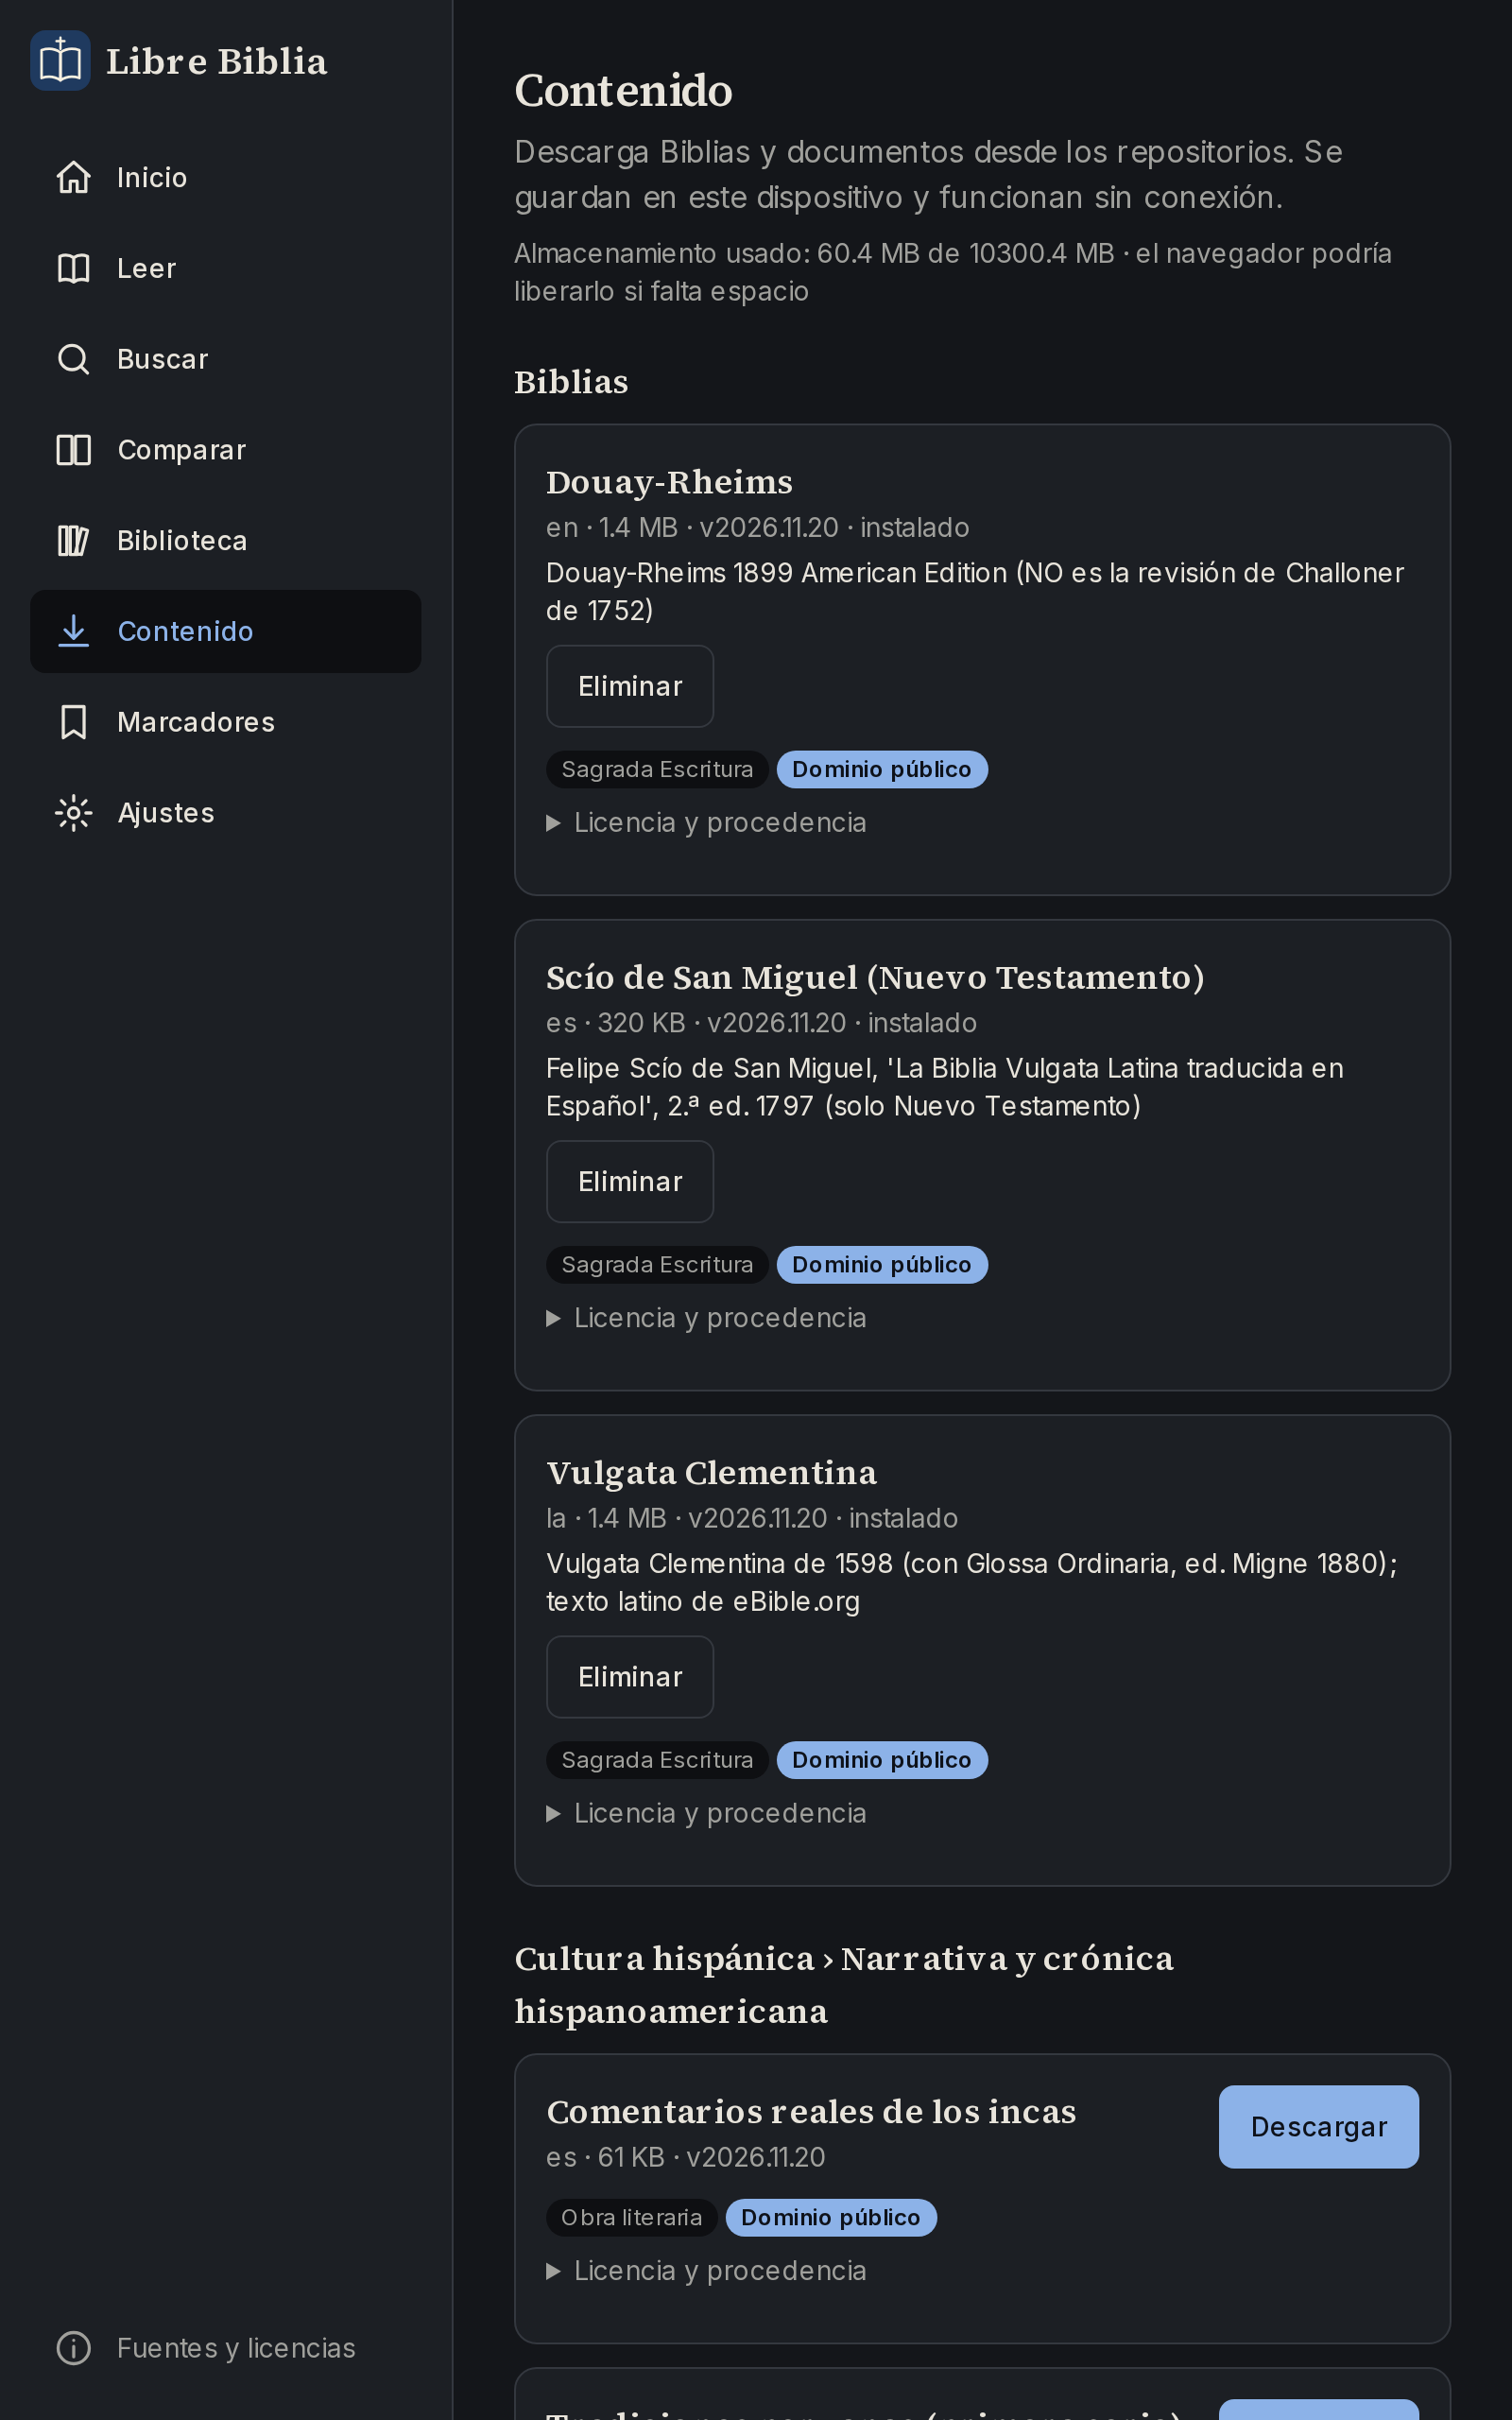 Libre Biblia
Inicio
Leer
Buscar
Comparar
Biblioteca
Contenido
Marcadores
Ajustes
Fuentes y licencias
Contenido
Descarga Biblias y documentos desde los repositorios. Se
guardan en este dispositivo y funcionan sin conexión.
Almacenamiento usado: 60.4 MB de 10300.4 MB · el navegador podría
liberarlo si falta espacio
Biblias
Douay-Rheims
en · 1.4 MB · v2026.11.20 · instalado
Douay-Rheims 1899 American Edition (NO es la revisión de Challoner
de 1752)
Eliminar
Sagrada Escritura Dominio público
▶ Licencia y procedencia
Scío de San Miguel (Nuevo Testamento)
es · 320 KB · v2026.11.20 · instalado
Felipe Scío de San Miguel, 'La Biblia Vulgata Latina traducida en
Español', 2.ª ed. 1797 (solo Nuevo Testamento)
Eliminar
Sagrada Escritura Dominio público
▶ Licencia y procedencia
Vulgata Clementina
la · 1.4 MB · v2026.11.20 · instalado
Vulgata Clementina de 1598 (con Glossa Ordinaria, ed. Migne 1880);
texto latino de eBible.org
Eliminar
Sagrada Escritura Dominio público
▶ Licencia y procedencia
Cultura hispánica › Narrativa y crónica
hispanoamericana
Comentarios reales de los incas
Descargar
es · 61 KB · v2026.11.20
Obra literaria Dominio público
▶ Licencia y procedencia